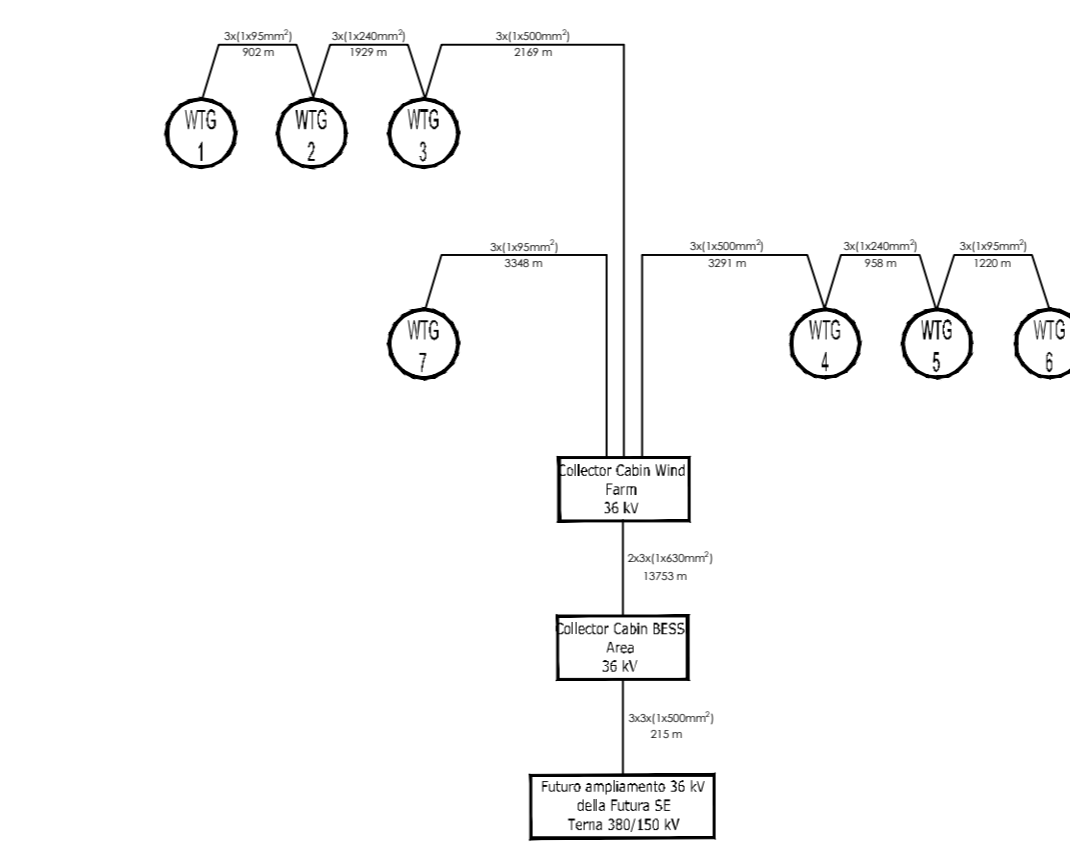 3x(1x95mm²)
902 m
3x(1x240mm²)
1929 m
3x(1x500mm²)
2169 m
WTG
1
WTG
2
WTG
3
3x(1x95mm²)
3348 m
3x(1x500mm²)
3291 m
3x(1x240mm²)
958 m
3x(1x95mm²)
1220 m
WTG
7
WTG
4
WTG
5
WTG
6
Collector Cabin Wind
Farm
36 kV
2x3x(1x630mm²)
13753 m
Collector Cabin BESS
Area
36 kV
3x3x(1x500mm²)
215 m
Futuro ampliamento 36 kV
della Futura SE
Terna 380/150 kV